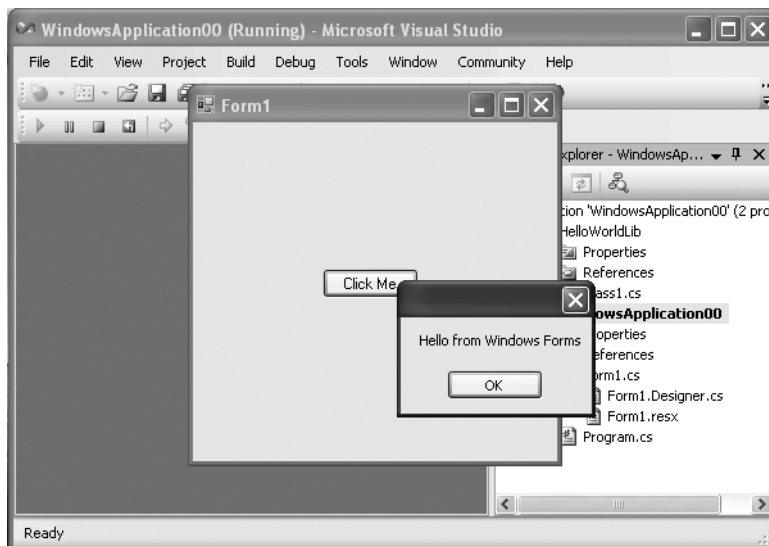 WindowsApplication00 (Running) - Microsoft Visual Studio
File Edit View Project Build Debug Tools Window Community Help
Form1
xplorer - WindowsAp...
tion 'WindowsApplication00' (2 pro
HelloWorldLib
Properties
References
ass1.cs
owsApplication00
operties
eferences
orm1.cs
Form1.Designer.cs
Form1.resx
Program.cs
Click Me
Hello from Windows Forms
OK
Ready